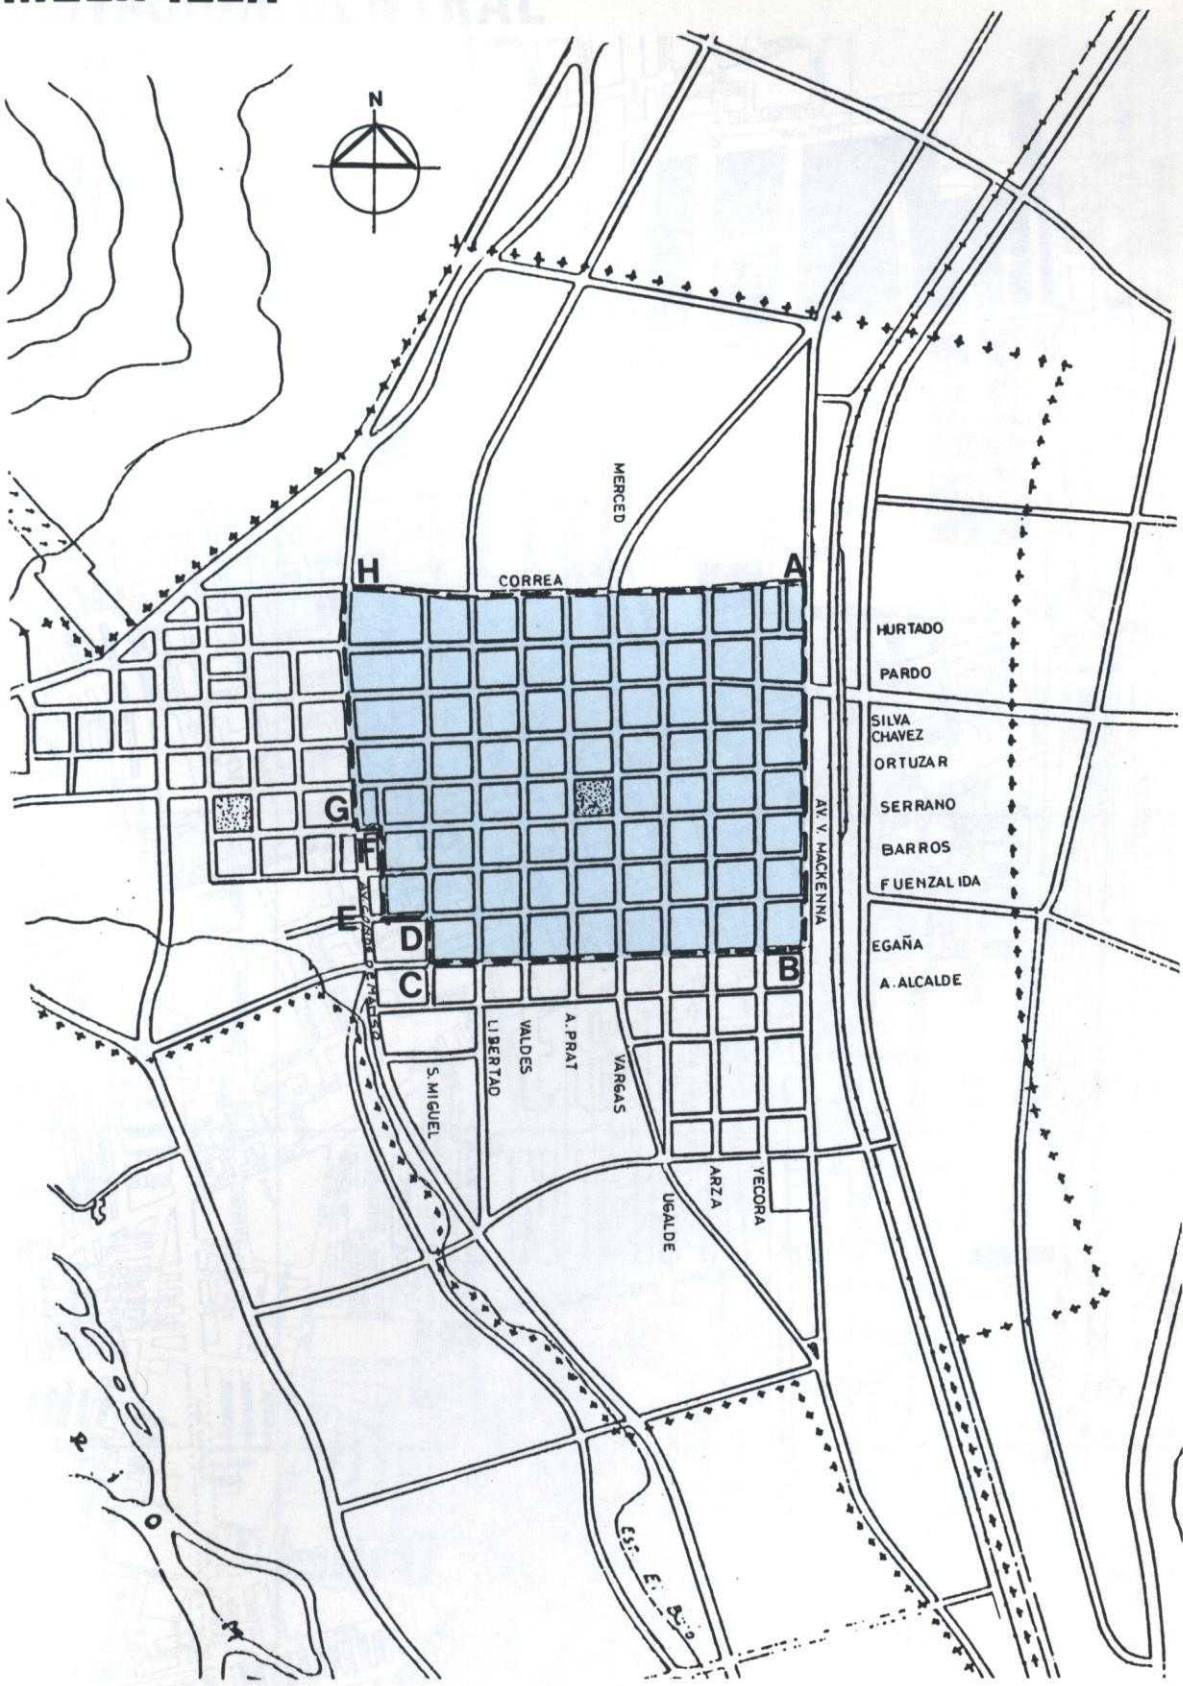 N
MERCED
H
CORREA
A
HURTADO
PARDO
SILVA
CHAVEZ
ORTUZAR
SERRANO
BARROS
FUENZALIDA
EGAÑA
A. ALCALDE
AV. V. MACKENNA
G
F
E
D
C
B
LIBERTAD
VALDES
A. PRAT
VARGAS
S. MIGUEL
UGALDE
ARZA
YECORA